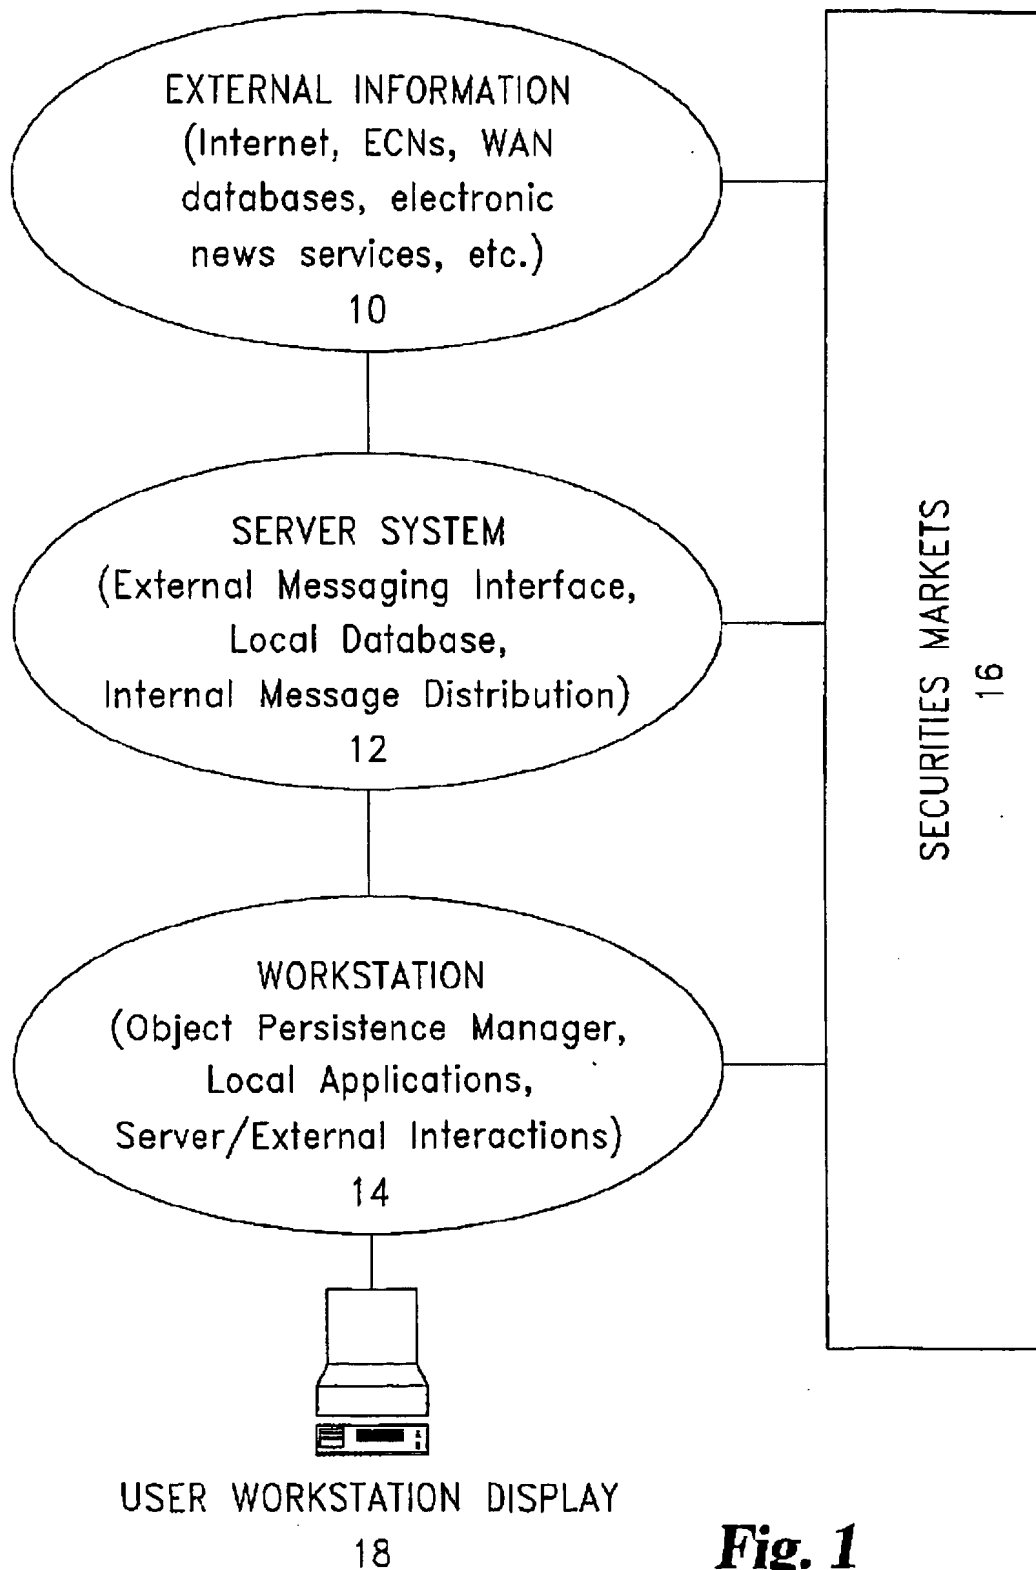 EXTERNAL INFORMATION
(Internet, ECNs, WAN
databases, electronic
news services, etc.)
10
SERVER SYSTEM
(External Messaging Interface,
Local Database,
Internal Message Distribution)
12
WORKSTATION
(Object Persistence Manager,
Local Applications,
Server/External Interactions)
14
SECURITIES MARKETS
16
USER WORKSTATION DISPLAY
18
Fig. 1